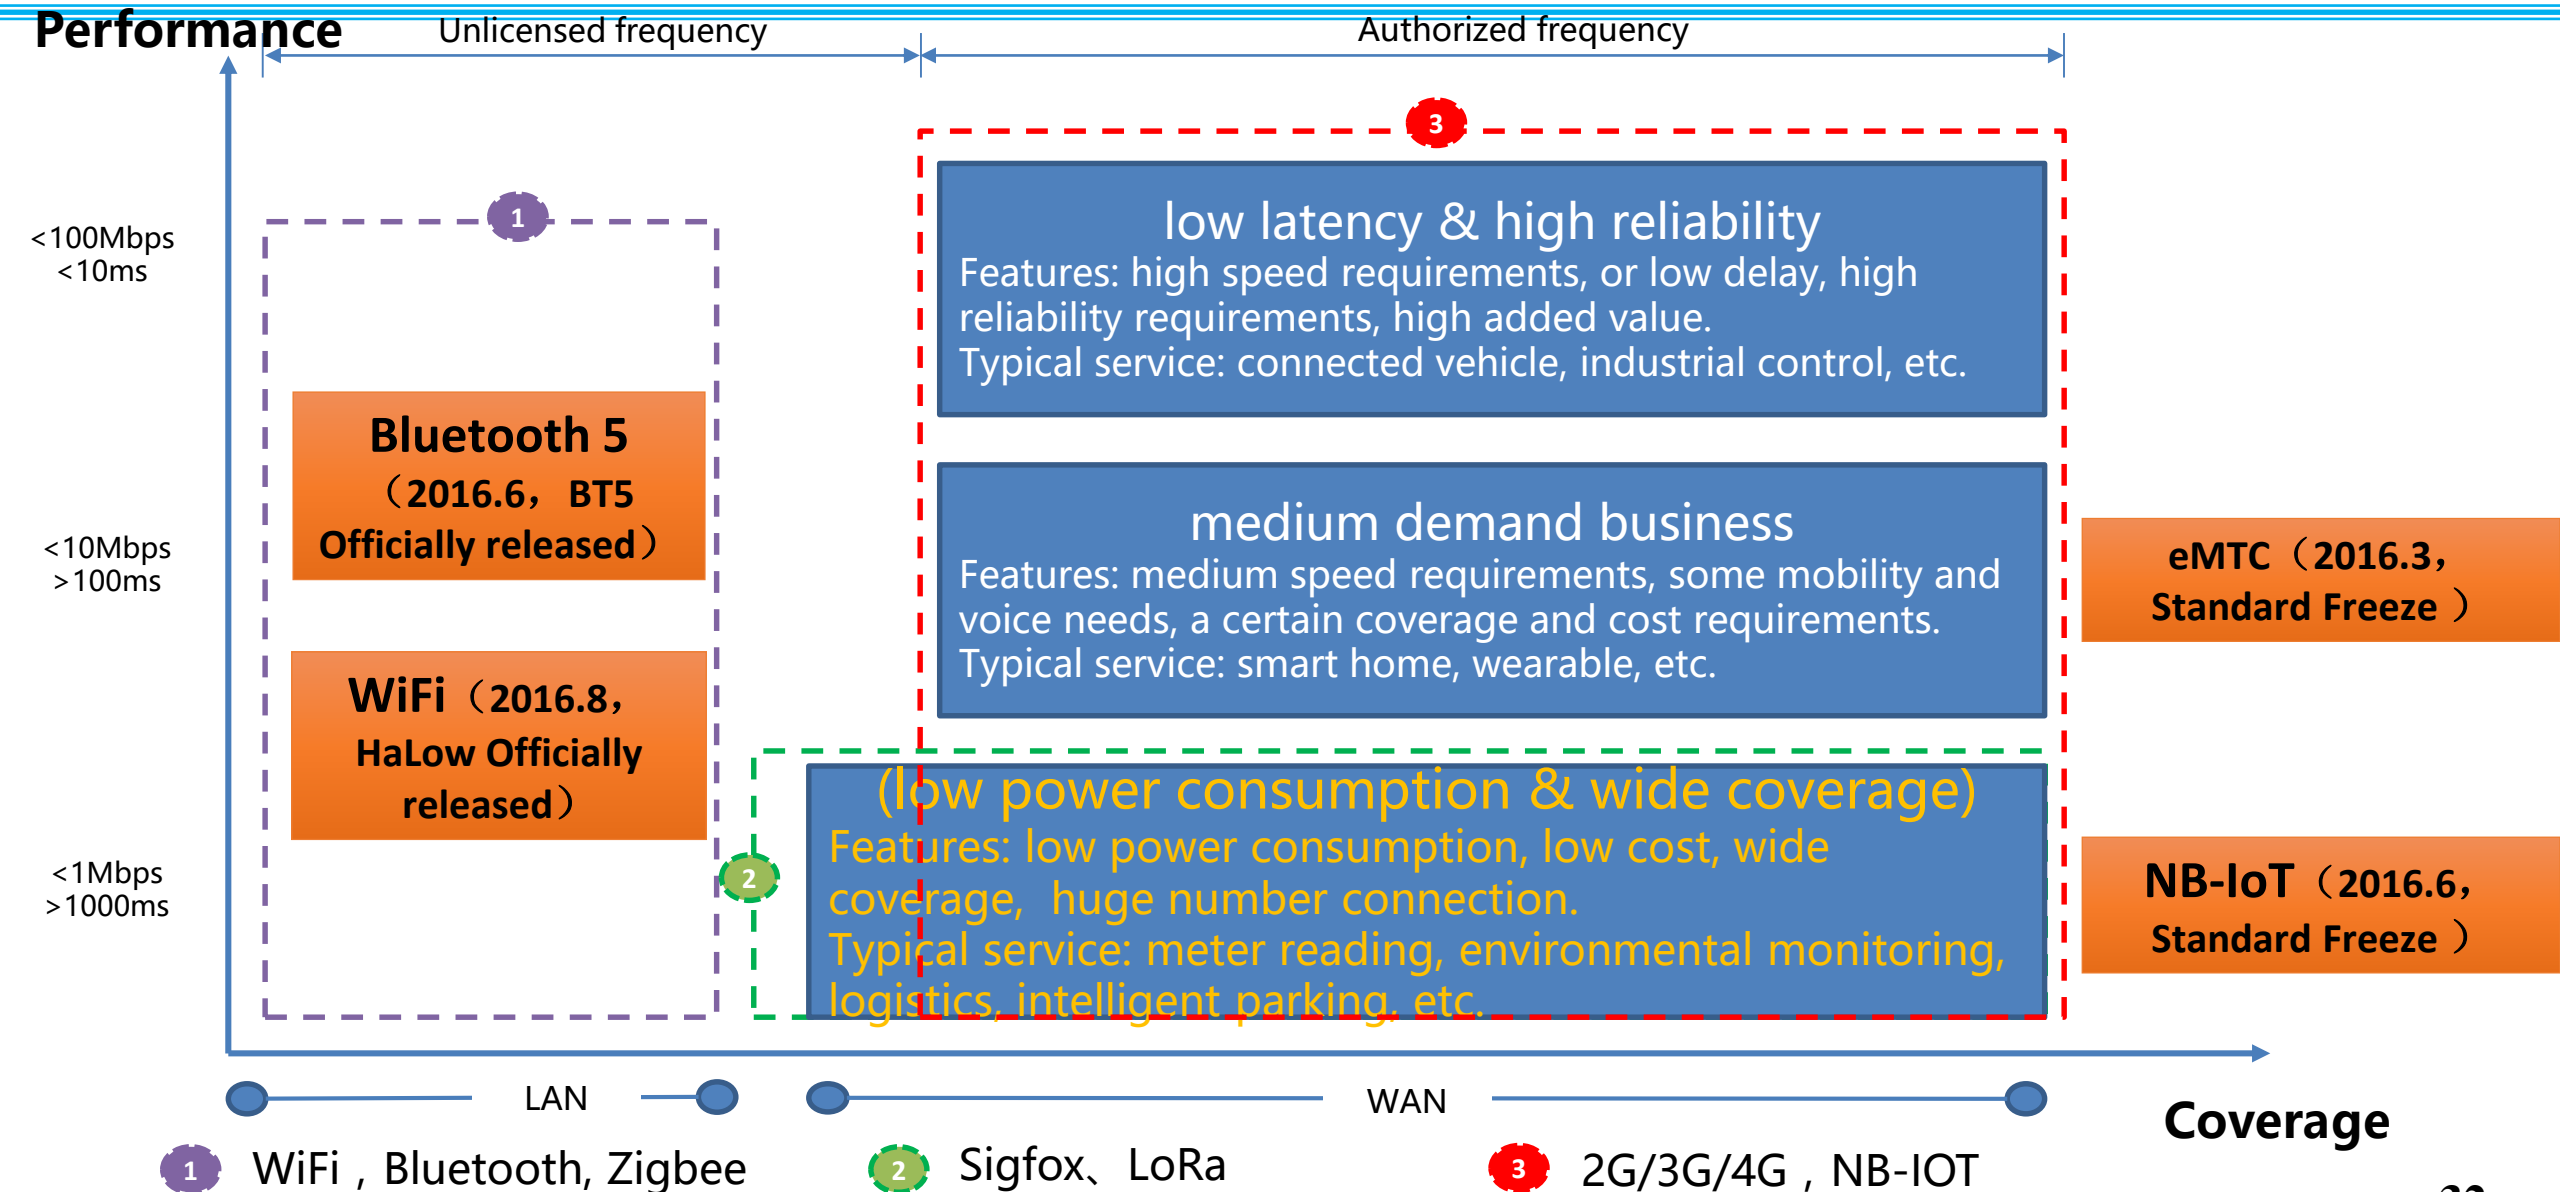 Performance
Unlicensed frequency
Authorized frequency
3
1
<100Mbps
<10ms
low latency & high reliability
Features: high speed requirements, or low delay, high
reliability requirements, high added value.
Typical service: connected vehicle, industrial control, etc.
Bluetooth 5
（2016.6， BT5
Officially released）
<10Mbps
>100ms
medium demand business
Features: medium speed requirements, some mobility and
voice needs, a certain coverage and cost requirements.
Typical service: smart home, wearable, etc.
eMTC（2016.3，
Standard Freeze ）
WiFi（2016.8，
HaLow Officially
released）
<1Mbps
>1000ms
2
(low power consumption & wide coverage)
Features: low power consumption, low cost, wide
coverage, huge number connection.
Typical service: meter reading, environmental monitoring,
logistics, intelligent parking, etc.
NB-IoT（2016.6，
Standard Freeze ）
LAN
WAN
Coverage
1 WiFi , Bluetooth, Zigbee
2 Sigfox、LoRa
3 2G/3G/4G , NB-IOT